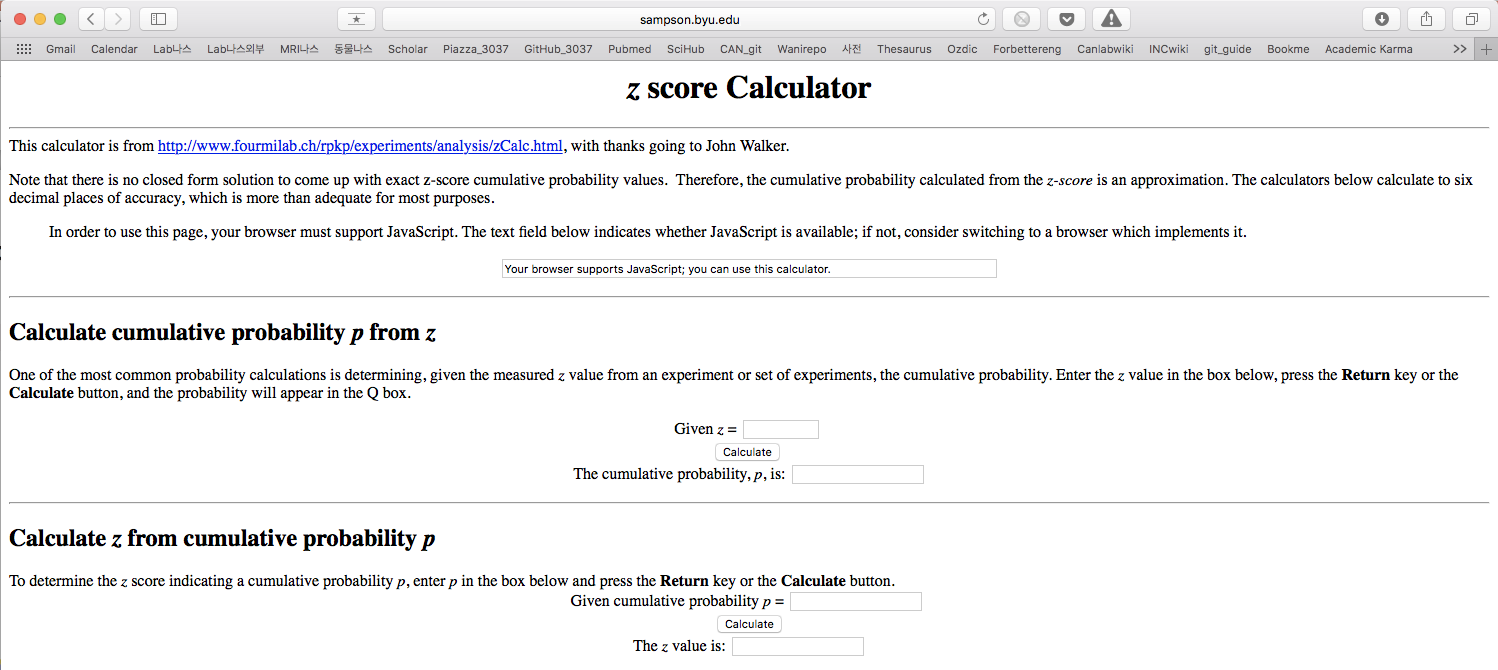 sampson.byu.edu
Gmail Calendar Lab나스 Lab나스외부 MRI나스 동물나스 Scholar Piazza_3037 GitHub_3037 Pubmed SciHub CAN_git Wanirepo 사전 Thesaurus Ozdic Forbettereng Canlabwiki INCwiki git_guide Bookme Academic Karma >> +
z score Calculator
This calculator is from http://www.fourmilab.ch/rpkp/experiments/analysis/zCalc.html, with thanks going to John Walker.
Note that there is no closed form solution to come up with exact z-score cumulative probability values. Therefore, the cumulative probability calculated from the z-score is an approximation. The calculators below calculate to six
decimal places of accuracy, which is more than adequate for most purposes.
In order to use this page, your browser must support JavaScript. The text field below indicates whether JavaScript is available; if not, consider switching to a browser which implements it.
Your browser supports JavaScript; you can use this calculator.
Calculate cumulative probability p from z
One of the most common probability calculations is determining, given the measured z value from an experiment or set of experiments, the cumulative probability. Enter the z value in the box below, press the Return key or the
Calculate button, and the probability will appear in the Q box.
Given z =
Calculate
The cumulative probability, p, is:
Calculate z from cumulative probability p
To determine the z score indicating a cumulative probability p, enter p in the box below and press the Return key or the Calculate button.
Given cumulative probability p =
Calculate
The z value is: